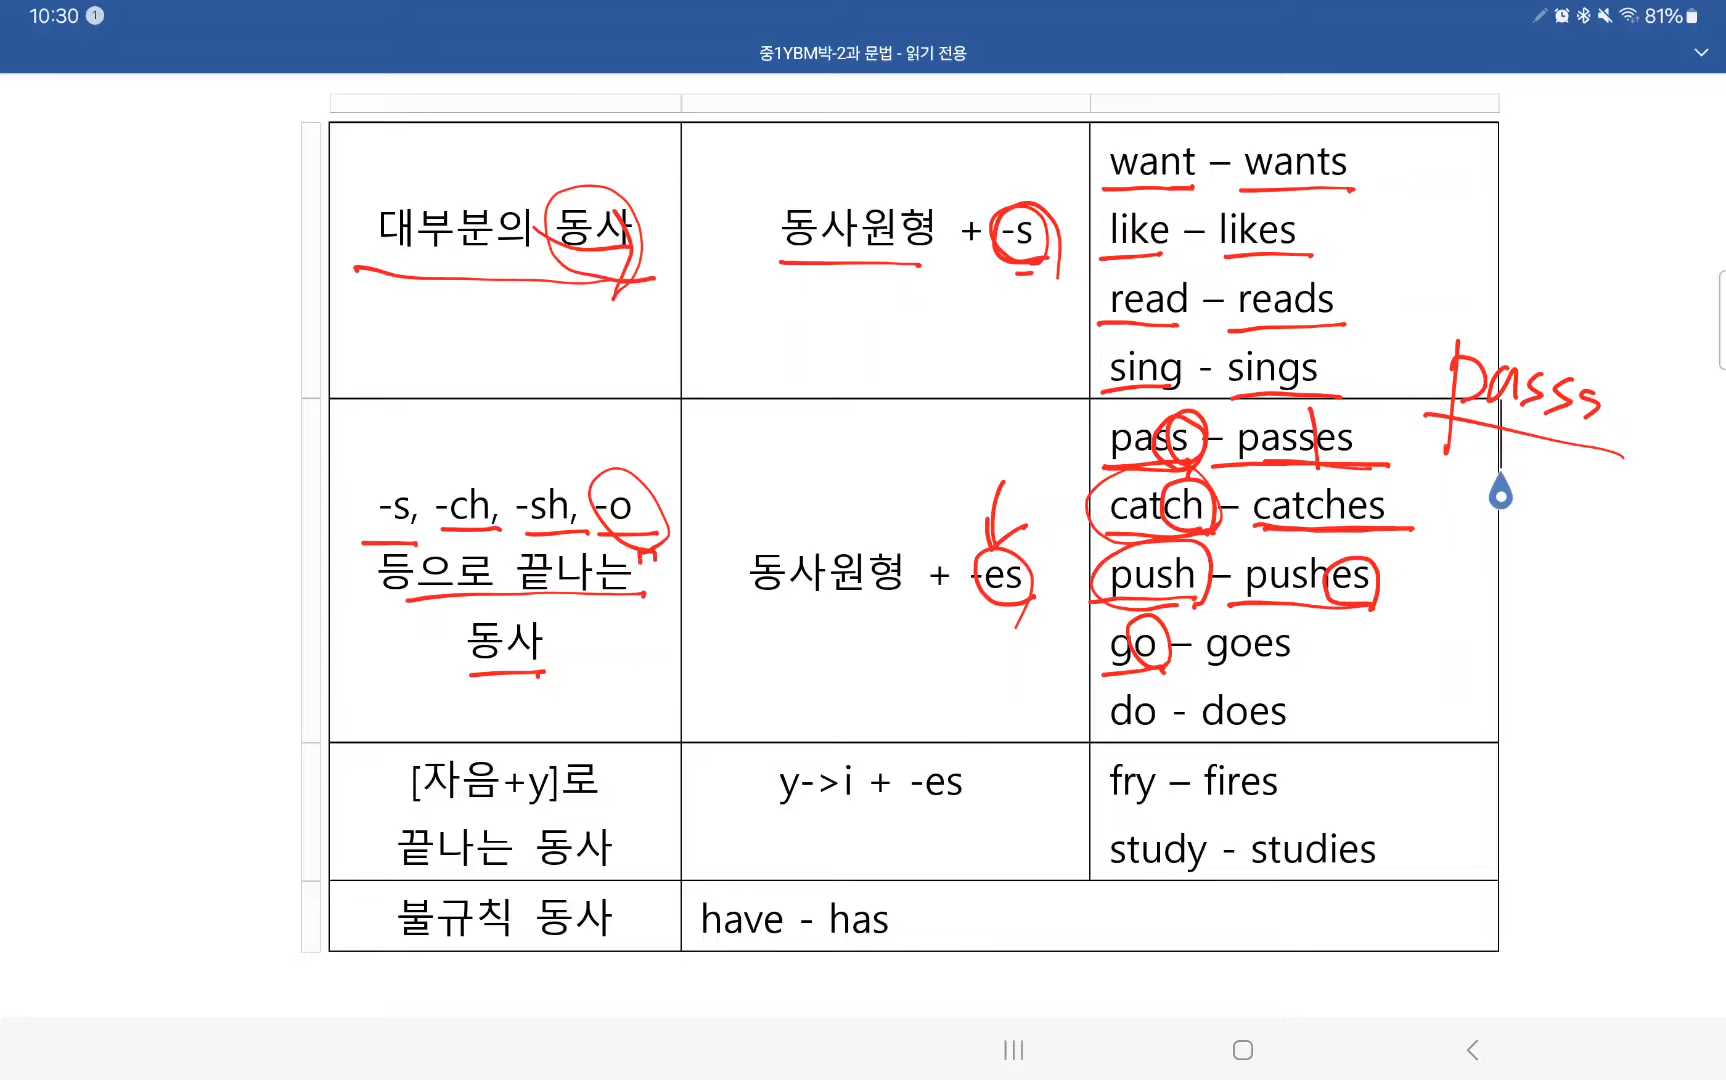 10:30 1 81%
중1YBM박-2과 문법 - 읽기 전용
대부분의 동사
동사원형 + -s
want – wants
like – likes
read – reads
sing - sings
passs
-s, -ch, -sh, -o
등으로 끝나는
동사
동사원형 + -es
pass – passes
catch – catches
push – pushes
go – goes
do - does
[자음+y]로
끝나는 동사
y->i + -es
fry – fires
study - studies
불규칙 동사
have - has